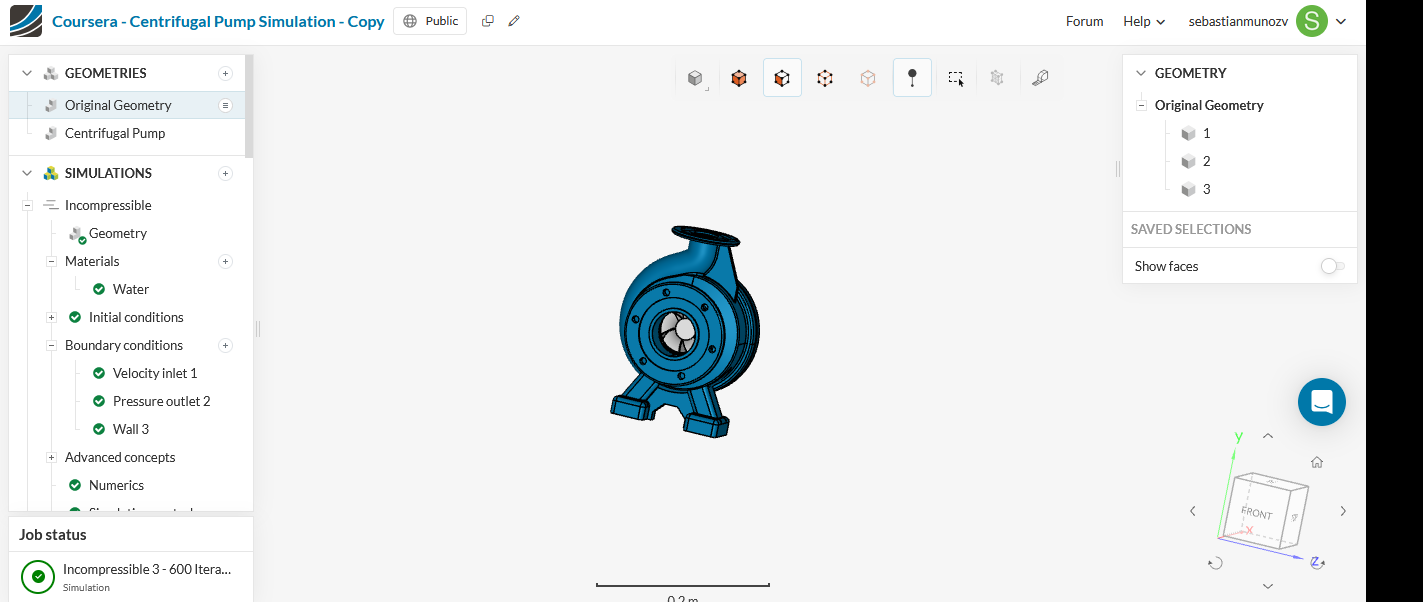 Coursera - Centrifugal Pump Simulation - Copy
Public
Forum
Help
sebastianmunozv
S
GEOMETRIES
Original Geometry
Centrifugal Pump
SIMULATIONS
Incompressible
Geometry
Materials
Water
Initial conditions
Boundary conditions
Velocity inlet 1
Pressure outlet 2
Wall 3
Advanced concepts
Numerics
Job status
Incompressible 3 - 600 Itera...
Simulation
0.2 m
GEOMETRY
Original Geometry
1
2
3
SAVED SELECTIONS
Show faces
y
FRONT
x
z